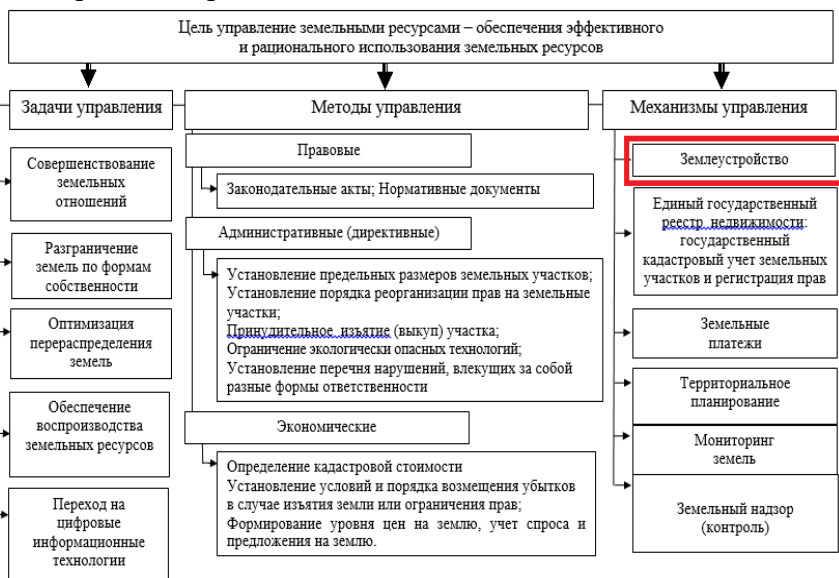 Цель управление земельными ресурсами – обеспечения эффективного
и рационального использования земельных ресурсов
Задачи управления
Методы управления
Механизмы управления
Совершенствование
земельных
отношений
Разграничение
земель по формам
собственности
Оптимизация
перераспределения
земель
Обеспечение
воспроизводства
земельных ресурсов
Переход на
цифровые
информационные
технологии
Правовые
Законодательные акты; Нормативные документы
Административные (директивные)
Установление предельных размеров земельных участков;
Установление порядка реорганизации прав на земельные
участки;
Принудительное изъятие (выкуп) участка;
Ограничение экологически опасных технологий;
Установление перечня нарушений, влекущих за собой
разные формы ответственности
Экономические
Определение кадастровой стоимости
Установление условий и порядка возмещения убытков
в случае изъятия земли или ограничения прав;
Формирование уровня цен на землю, учет спроса и
предложения на землю.
Землеустройство
Единый государственный
реестр недвижимости:
государственный
кадастровый учет земельных
участков и регистрация прав
Земельные
платежи
Территориальное
планирование
Мониторинг
земель
Земельный надзор
(контроль)